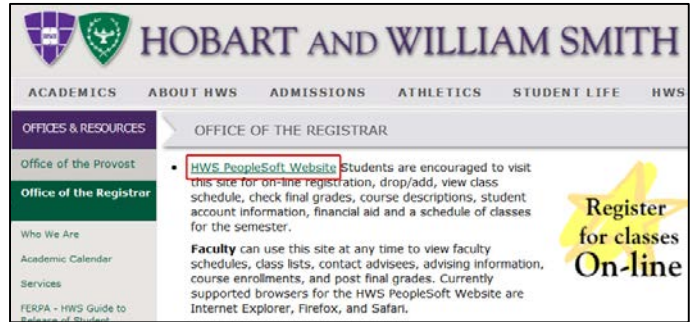 HOBART AND WILLIAM SMITH
ACADEMICS ABOUT HWS ADMISSIONS ATHLETICS STUDENT LIFE HWS
OFFICES & RESOURCES
OFFICE OF THE REGISTRAR
Office of the Provost
Office of the Registrar
Who We Are
Academic Calendar
Services
FERPA - HWS Guide to
Release of Student
• HWS PeopleSoft Website Students are encouraged to visit
this site for on-line registration, drop/add, view class
schedule, check final grades, course descriptions, student
account information, financial aid and a schedule of classes
for the semester.
Faculty can use this site at any time to view faculty
schedules, class lists, contact advisees, advising information,
course enrollments, and post final grades. Currently
supported browsers for the HWS PeopleSoft Website are
Internet Explorer, Firefox, and Safari.
Register
for classes
On-line